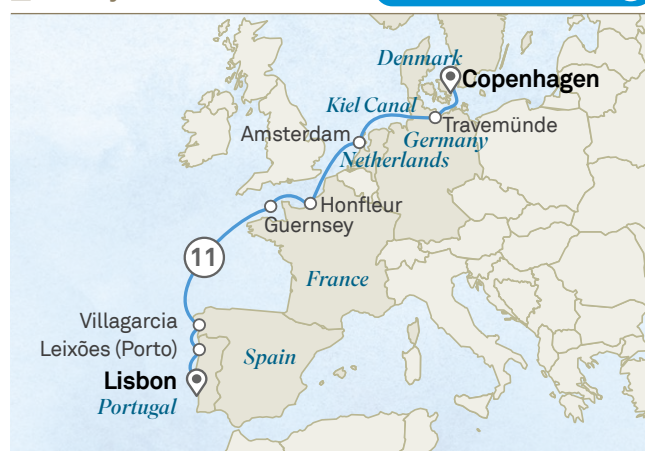 Denmark
Copenhagen
Kiel Canal
Amsterdam
Travemünde
Germany
Netherlands
Honfleur
Guernsey
11
France
Villagarcia
Leixões (Porto)
Spain
Lisbon
Portugal